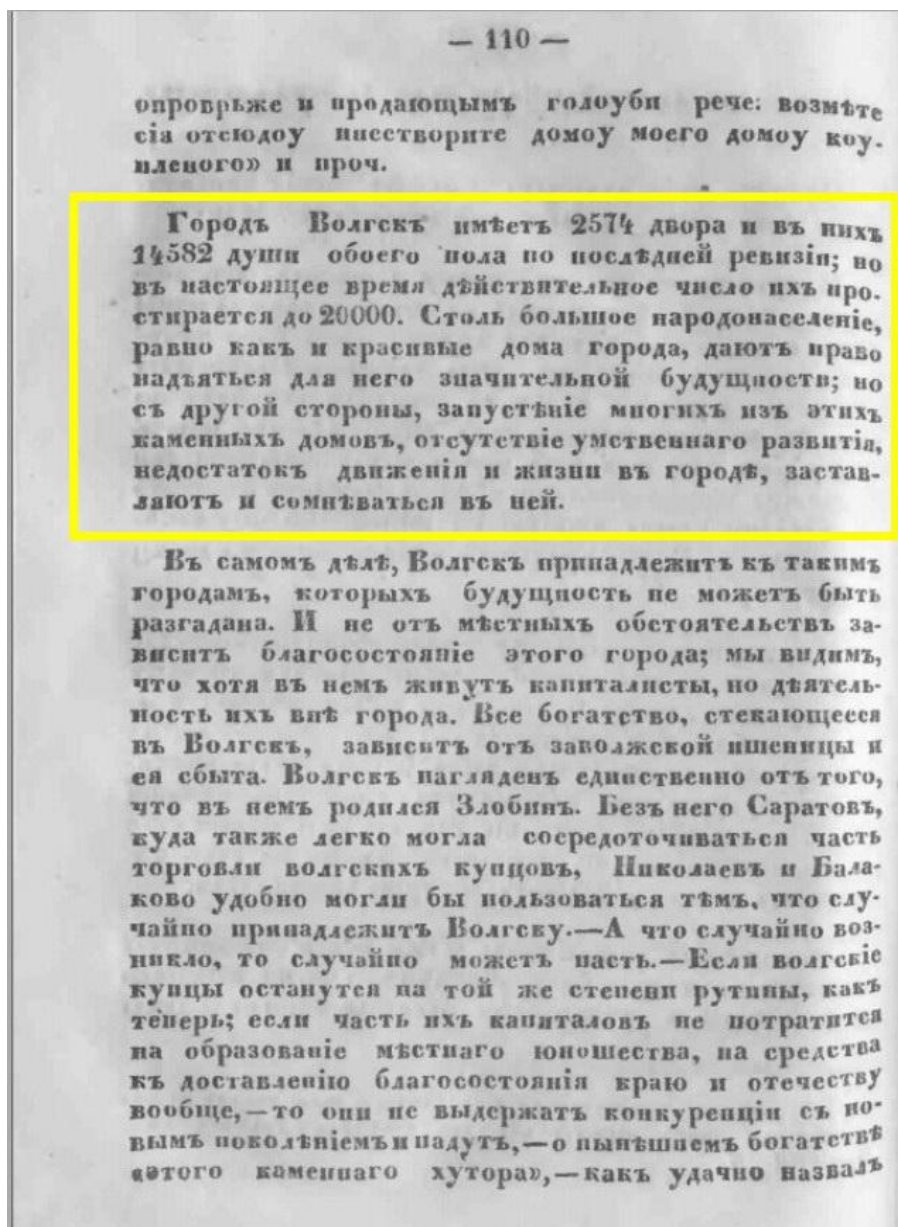 — 110 —
опроврьже и продающымъ голоуби рече: возмѣте
сія отсюдоу инестворите домоу моего домоу коу-
пленого» и проч.
Городъ Волгскъ имѣетъ 2574 двора и въ нихъ
14582 души обоего пола по послѣдней ревизіи; но
въ настоящее время дѣйствительное число ихъ про-
стирается до 20000. Столь большое народонаселеніе,
равно какъ и красивые дома города, даютъ право
надѣяться для него значительной будущности; но
съ другой стороны, запустѣніе многихъ изъ этихъ
каменныхъ домовъ, отсутствіе умственнаго развитія,
недостатокъ движенія и жизни въ городѣ, застав-
ляютъ и сомнѣваться въ ней.
Въ самомъ дѣлѣ, Волгскъ принадлежитъ къ такимъ
городамъ, которыхъ будущность не можетъ быть
разгадана. И не отъ мѣстныхъ обстоятельствъ за-
виситъ благосостояніе этого города; мы видимъ,
что хотя въ немъ живутъ капиталисты, но дѣятель-
ность ихъ внѣ города. Все богатство, стекающееся
въ Волгскъ, зависитъ отъ заволжской пшеницы и
ея сбыта. Волгскъ нагляденъ единственно отъ того,
что въ немъ родился Злобинъ. Безъ него Саратовъ,
куда также легко могла сосредоточиваться часть
торговли волгскихъ купцовъ, Николаевъ и Бала-
ково удобно могли бы пользоваться тѣмъ, что слу-
чайно принадлежитъ Волгску.—А что случайно воз-
никло, то случайно можетъ пасть.—Если волгскіе
купцы останутся на той же степени рутины, какъ
теперь; если часть ихъ капиталовъ не потратится
на образованіе мѣстнаго юношества, на средства
къ доставленію благосостоянія краю и отечеству
вообще,—то они не выдержатъ конкуренціи съ но-
вымъ поколѣніемъ и падутъ,—о нынѣшнемъ богатствѣ
«этого каменнаго хутора»,—какъ удачно назвалъ